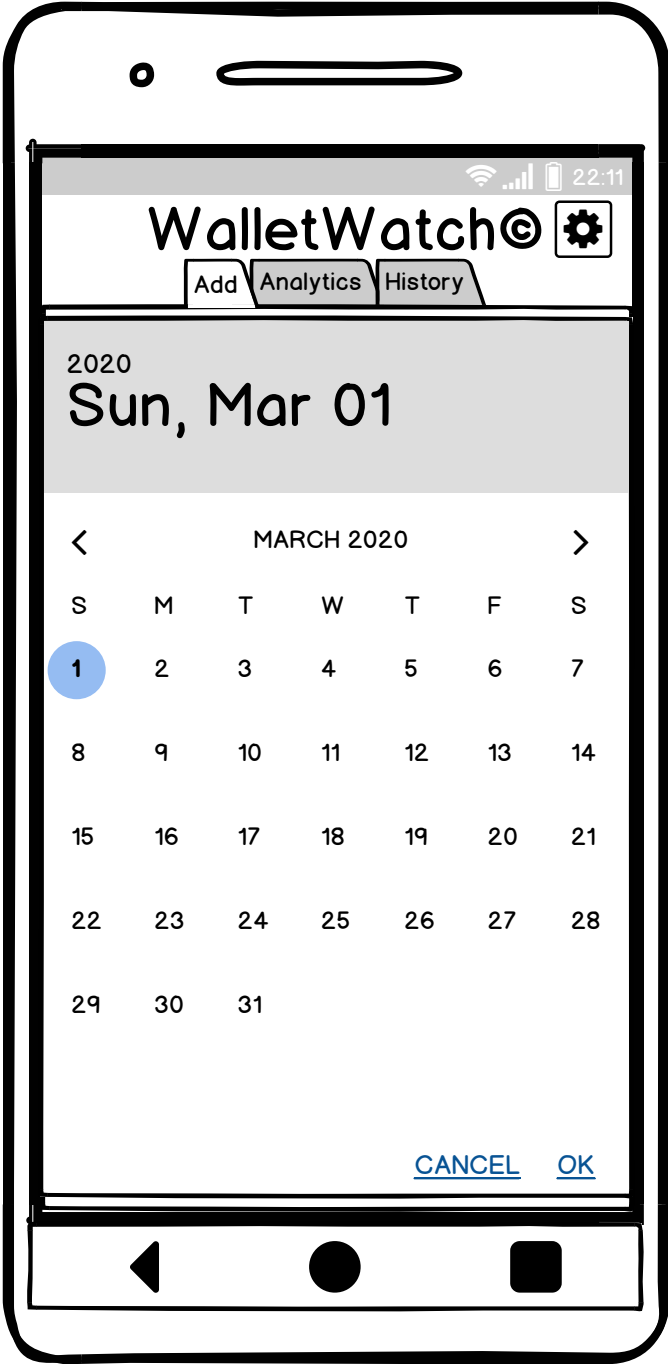 22:11
WalletWatch©
Add Analytics History
2020
Sun, Mar 01
MARCH 2020
S M T W T F S
1 2 3 4 5 6 7
8 9 10 11 12 13 14
15 16 17 18 19 20 21
22 23 24 25 26 27 28
29 30 31
CANCEL OK